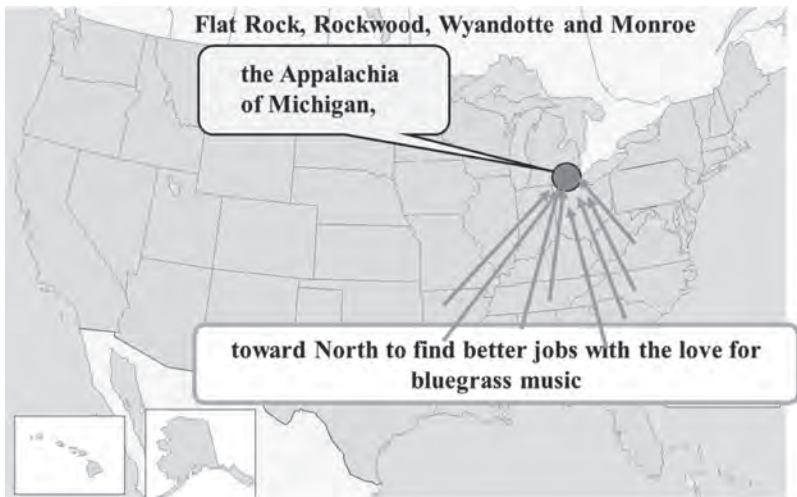 Flat Rock, Rockwood, Wyandotte and Monroe
the Appalachia
of Michigan,
toward North to find better jobs with the love for
bluegrass music